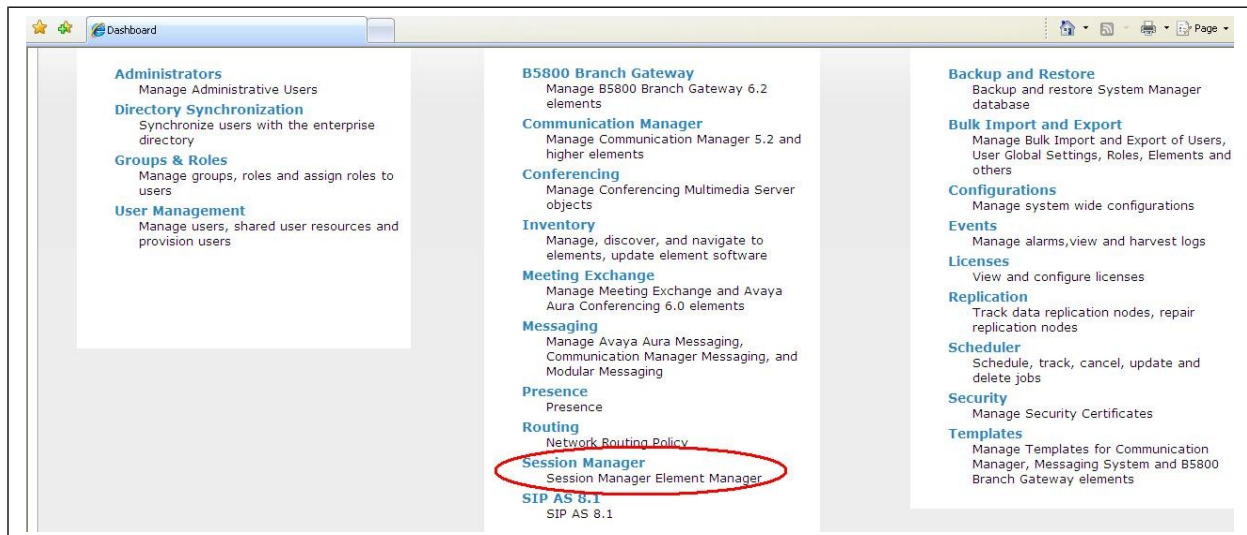 Dashboard
Page
Administrators
Manage Administrative Users
Directory Synchronization
Synchronize users with the enterprise
directory
Groups & Roles
Manage groups, roles and assign roles to
users
User Management
Manage users, shared user resources and
provision users
B5800 Branch Gateway
Manage B5800 Branch Gateway 6.2
elements
Communication Manager
Manage Communication Manager 5.2 and
higher elements
Conferencing
Manage Conferencing Multimedia Server
objects
Inventory
Manage, discover, and navigate to
elements, update element software
Meeting Exchange
Manage Meeting Exchange and Avaya
Aura Conferencing 6.0 elements
Messaging
Manage Avaya Aura Messaging,
Communication Manager Messaging, and
Modular Messaging
Presence
Presence
Routing
Network Routing Policy
Session Manager
Session Manager Element Manager
SIP AS 8.1
SIP AS 8.1
Backup and Restore
Backup and restore System Manager
database
Bulk Import and Export
Manage Bulk Import and Export of Users,
User Global Settings, Roles, Elements and
others
Configurations
Manage system wide configurations
Events
Manage alarms,view and harvest logs
Licenses
View and configure licenses
Replication
Track data replication nodes, repair
replication nodes
Scheduler
Schedule, track, cancel, update and
delete jobs
Security
Manage Security Certificates
Templates
Manage Templates for Communication
Manager, Messaging System and B5800
Branch Gateway elements